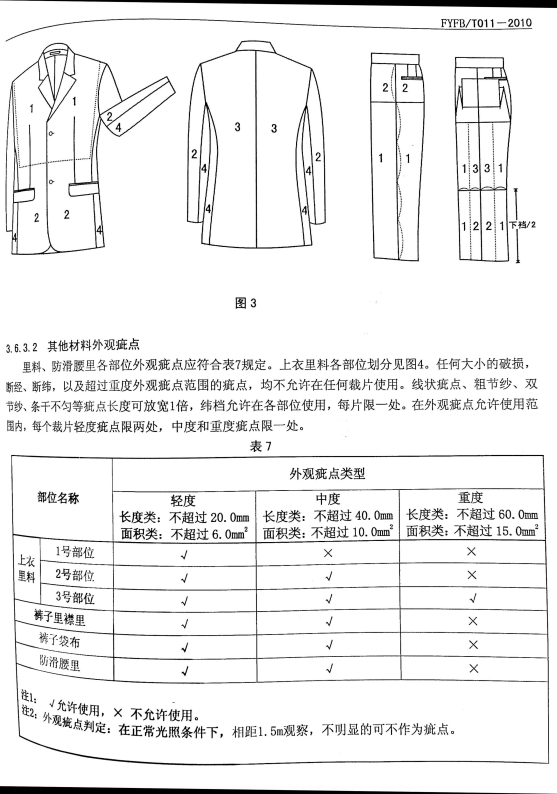 FYFB/T011-2010
1 1 2 4 2 2 4 4
3 3 2 4 4 2 4 4
2 2 1 1
1 3 3 1 1 2 2 1 下裆/2
图 3
3.6.3.2 其他材料外观疵点
里料、防滑腰里各部位外观疵点应符合表7规定。上衣里料各部位划分见图4。任何大小的破损，
断经、断纬，以及超过重度外观疵点范围的疵点，均不允许在任何裁片使用。线状疵点、粗节纱、双
节纱、条干不匀等疵点长度可放宽1倍，纬档允许在各部位使用，每片限一处。在外观疵点允许使用范
围内，每个裁片轻度疵点限两处，中度和重度疵点限一处。
表 7
部位名称 外观疵点类型
轻度 中度 重度
长度类：不超过 20.0mm 长度类：不超过 40.0mm 长度类：不超过 60.0mm
面积类：不超过 6.0mm² 面积类：不超过 10.0mm² 面积类：不超过 15.0mm²
上衣里料 1号部位 √ × ×
2号部位 √ √ ×
3号部位 √ √ √
裤子里襟里 √ √ ×
裤子袋布 √ √ ×
防滑腰里 √ √ ×
注1：√允许使用，× 不允许使用。
注2：外观疵点判定：在正常光照条件下，相距1.5m观察，不明显的可不作为疵点。